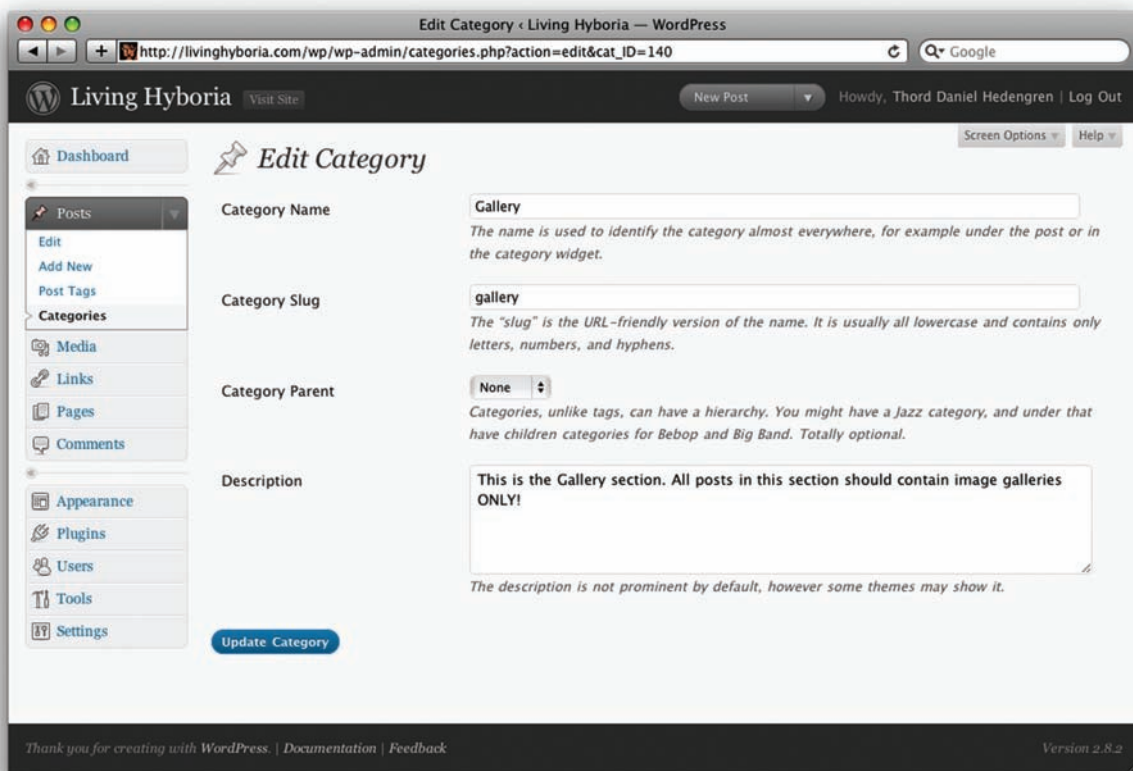 Edit Category ‹ Living Hyboria — WordPress
http://livinghyboria.com/wp/wp-admin/categories.php?action=edit&cat_ID=140
Google
Living Hyboria
Visit Site
New Post
Howdy, Thord Daniel Hedengren | Log Out
Screen Options
Help
Dashboard
Posts
Edit
Add New
Post Tags
Categories
Media
Links
Pages
Comments
Appearance
Plugins
Users
Tools
Settings
Edit Category
Category Name
Gallery
The name is used to identify the category almost everywhere, for example under the post or in
the category widget.
Category Slug
gallery
The “slug” is the URL-friendly version of the name. It is usually all lowercase and contains only
letters, numbers, and hyphens.
Category Parent
None
Categories, unlike tags, can have a hierarchy. You might have a Jazz category, and under that
have children categories for Bebop and Big Band. Totally optional.
Description
This is the Gallery section. All posts in this section should contain image galleries
ONLY!
The description is not prominent by default, however some themes may show it.
Update Category
Thank you for creating with WordPress. | Documentation | Feedback
Version 2.8.2